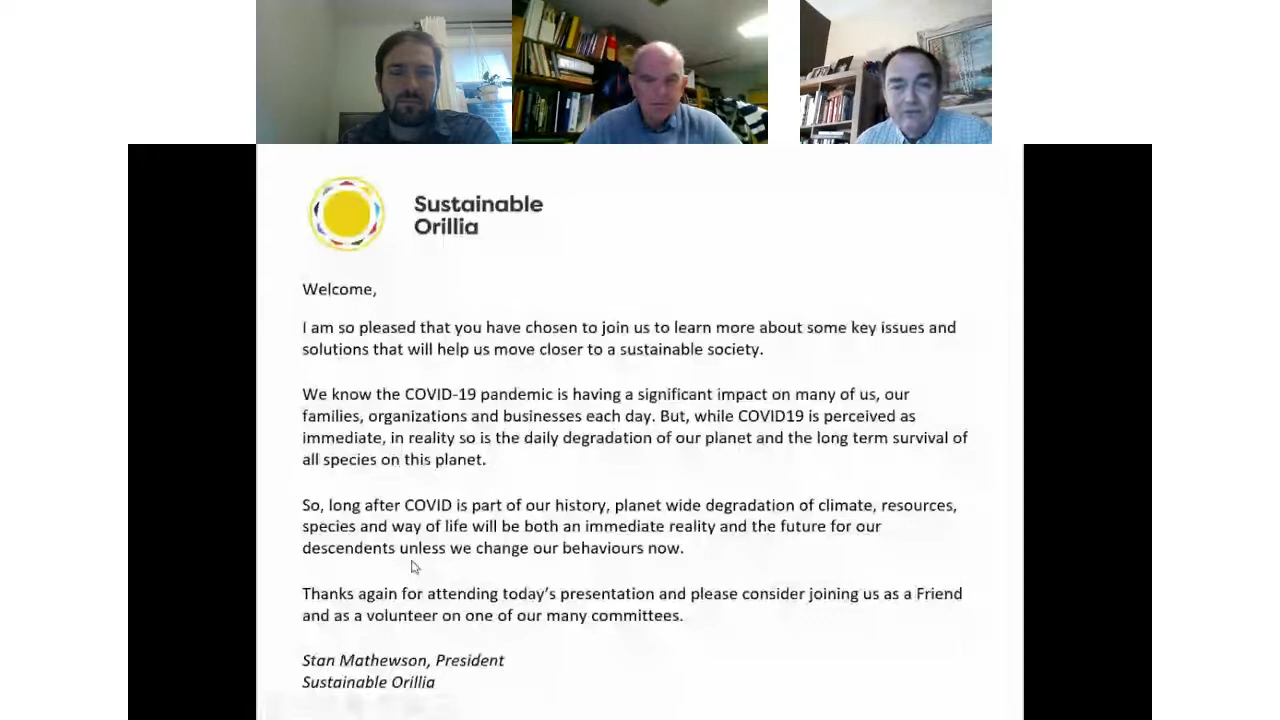 Sustainable
Orillia
Welcome,
I am so pleased that you have chosen to join us to learn more about some key issues and
solutions that will help us move closer to a sustainable society.
We know the COVID-19 pandemic is having a significant impact on many of us, our
families, organizations and businesses each day. But, while COVID19 is perceived as
immediate, in reality so is the daily degradation of our planet and the long term survival of
all species on this planet.
So, long after COVID is part of our history, planet wide degradation of climate, resources,
species and way of life will be both an immediate reality and the future for our
descendents unless we change our behaviours now.
Thanks again for attending today's presentation and please consider joining us as a Friend
and as a volunteer on one of our many committees.
Stan Mathewson, President
Sustainable Orillia